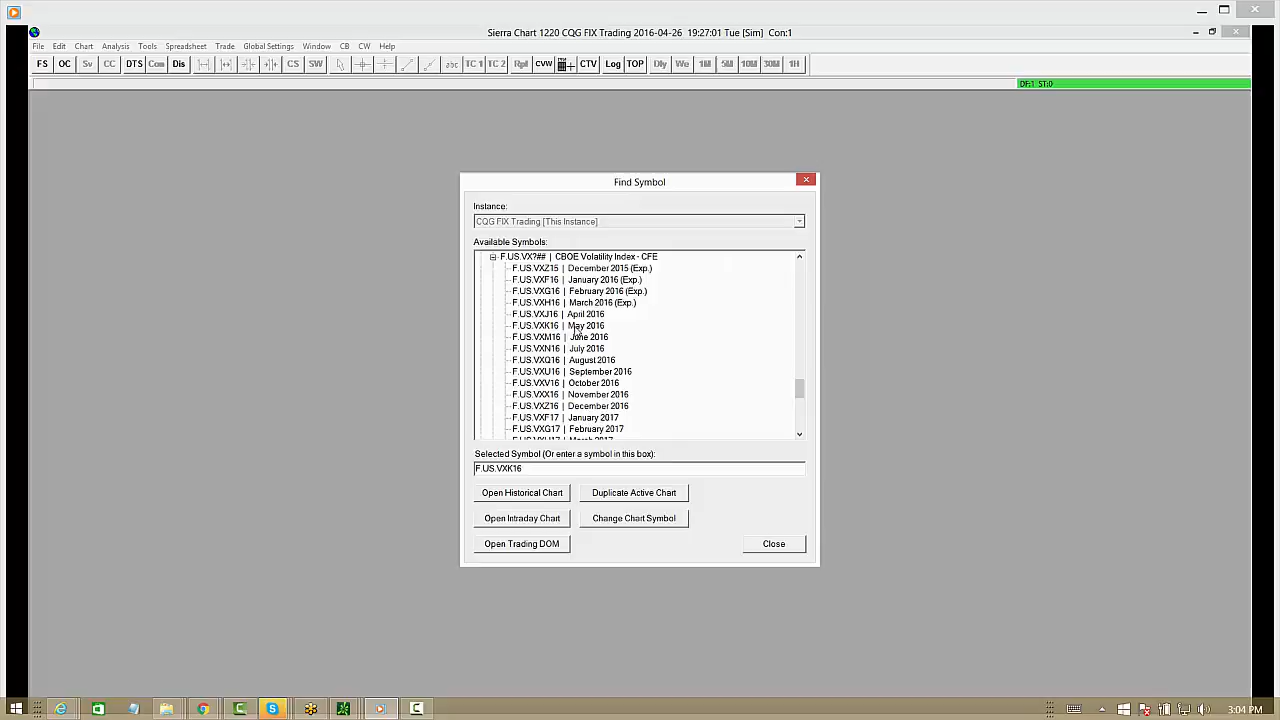 Sierra Chart 1210 CQG FIX Trading 2016-04-26 19:27:01 Tue [Sim] Con:1
File Edit Chart Analysis Tools Spreadsheet Trade Global Settings Window CB CW Help
FS OC Sv CC DTS Com Dis CS SW abc TC 1 TC 2 Rpl CVW CTV Log TOP Dly We 1M 5M 10M 30M 1H
DF:1 ST:0
Find Symbol
Instance:
CQG FIX Trading [This Instance]
Available Symbols:
F.US.VX?## | CBOE Volatility Index - CFE
F.US.VXZ15 | December 2015 (Exp.)
F.US.VXF16 | January 2016 (Exp.)
F.US.VXG16 | February 2016 (Exp.)
F.US.VXH16 | March 2016 (Exp.)
F.US.VXJ16 | April 2016
F.US.VXK16 | May 2016
F.US.VXM16 | June 2016
F.US.VXN16 | July 2016
F.US.VXQ16 | August 2016
F.US.VXU16 | September 2016
F.US.VXV16 | October 2016
F.US.VXX16 | November 2016
F.US.VXZ16 | December 2016
F.US.VXF17 | January 2017
F.US.VXG17 | February 2017
F.US.VXH17 | March 2017
Selected Symbol (Or enter a symbol in this box):
F.US.VXK16
Open Historical Chart Duplicate Active Chart
Open Intraday Chart Change Chart Symbol
Open Trading DOM Close
3:04 PM